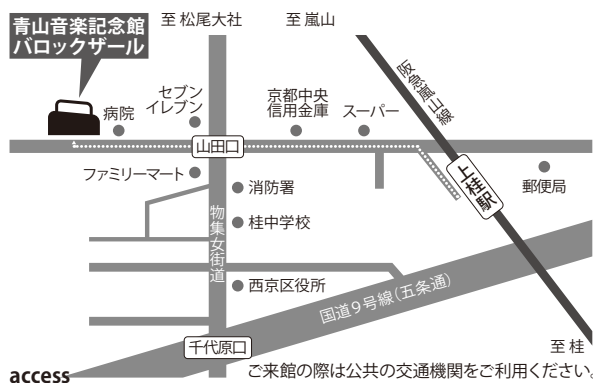 至 松尾大社
至 嵐山
青山音楽記念館
バロックザール
阪急嵐山線
セブン
イレブン
病院
京都中央
信用金庫
スーパー
山田口
ファミリーマート
消防署
上桂駅
郵便局
物集女街道
桂中学校
西京区役所
国道9号線(五条通)
千代原口
至 桂
access
ご来館の際は公共の交通機関をご利用ください。